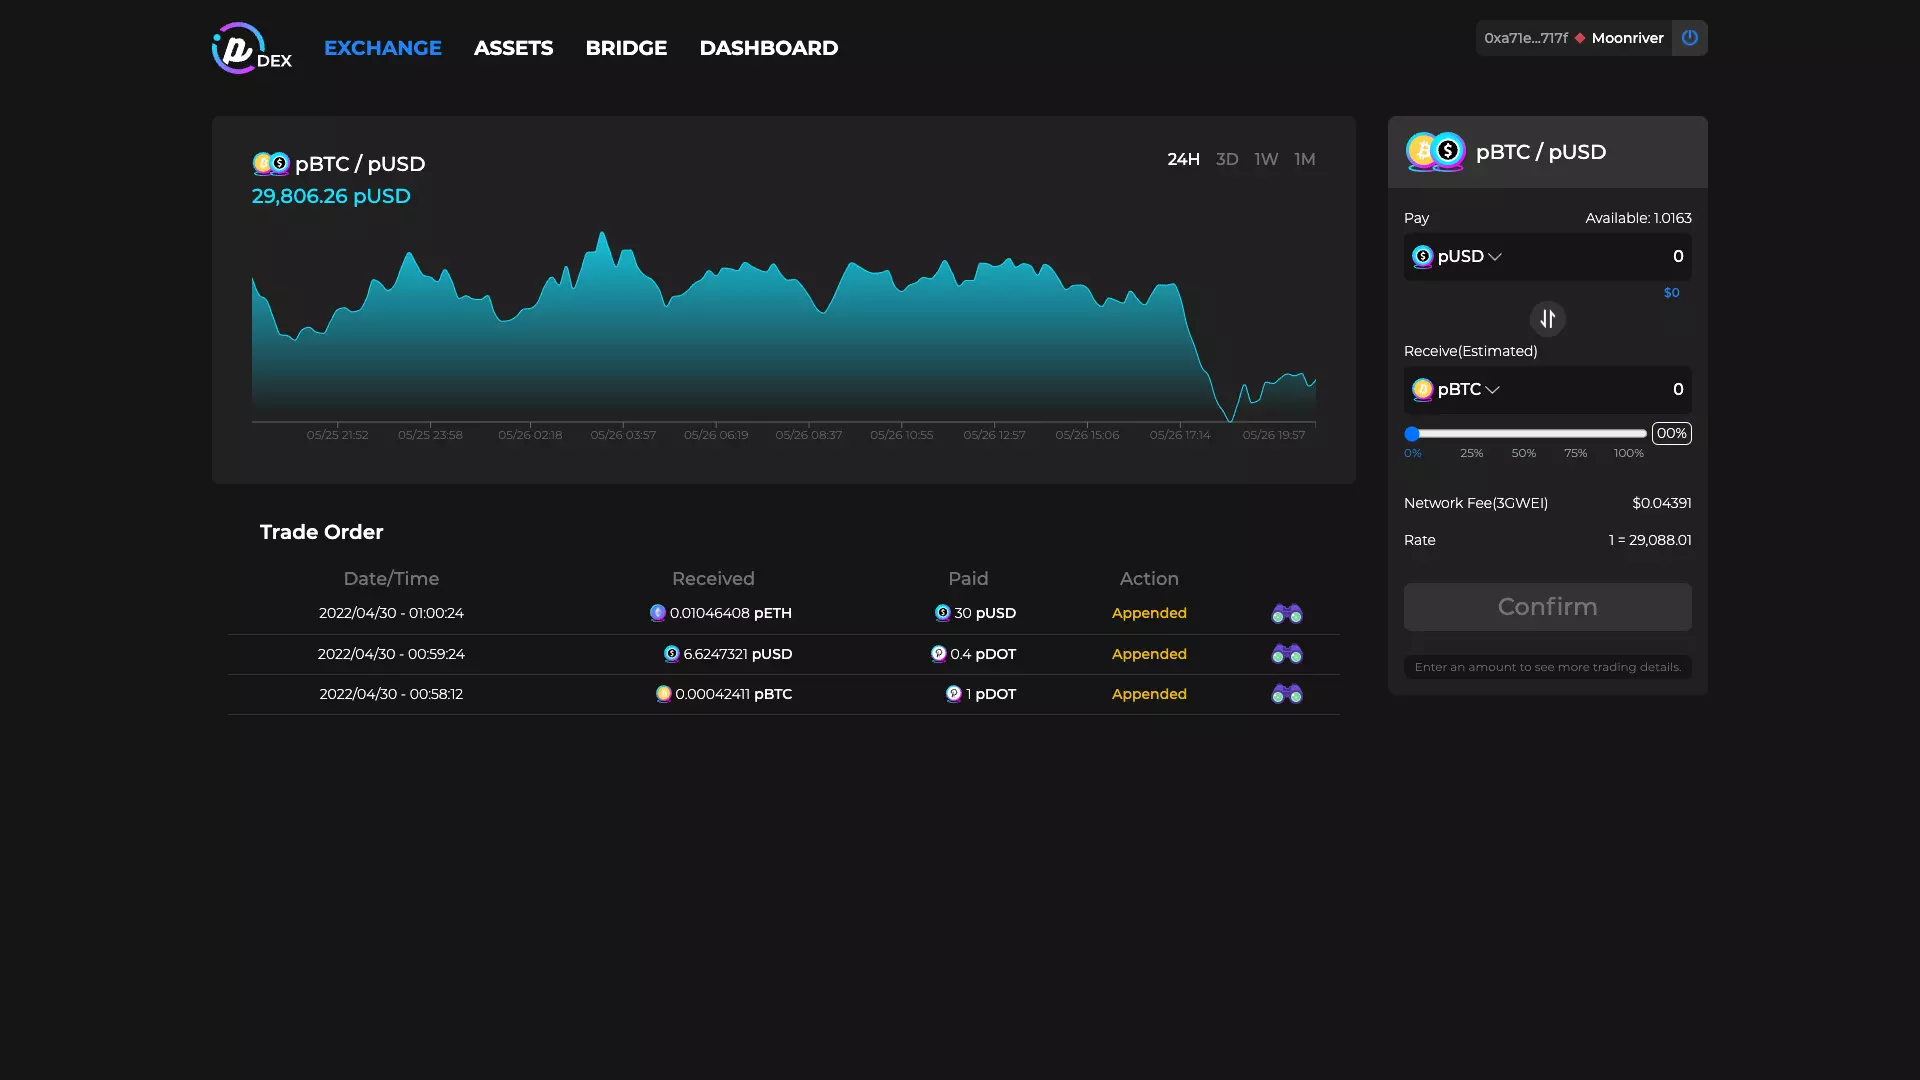 p DEX EXCHANGE ASSETS BRIDGE DASHBOARD 0xa71e...717f Moonriver
pBTC / pUSD
29,806.26 pUSD
24H 3D 1W 1M
05/25 21:52 05/25 23:58 05/26 02:18 05/26 03:57 05/26 06:19 05/26 08:37 05/26 10:55 05/26 12:57 05/26 15:06 05/26 17:14 05/26 19:57
Trade Order
Date/Time Received Paid Action
2022/04/30 - 01:00:24 0.01046408 pETH 30 pUSD Appended
2022/04/30 - 00:59:24 6.6247321 pUSD 0.4 pDOT Appended
2022/04/30 - 00:58:12 0.00042411 pBTC 1 pDOT Appended
pBTC / pUSD
Pay Available: 1.0163
pUSD 0
$0
Receive(Estimated)
pBTC 0
00%
0% 25% 50% 75% 100%
Network Fee(3GWEI) $0.04391
Rate 1 = 29,088.01
Confirm
Enter an amount to see more trading details.